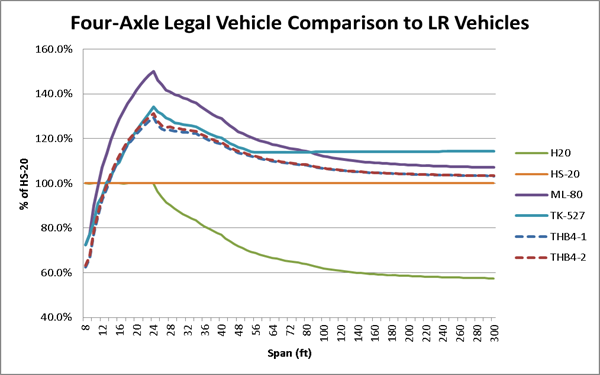 Four-Axle Legal Vehicle Comparison to LR Vehicles
160.0%
140.0%
120.0%
100.0%
80.0%
60.0%
40.0%
% of HS-20
8 12 16 20 24 28 32 36 40 48 56 64 72 80 100 120 140 160 180 200 220 240 260 280 300
Span (ft)
H20
HS-20
ML-80
TK-527
THB4-1
THB4-2